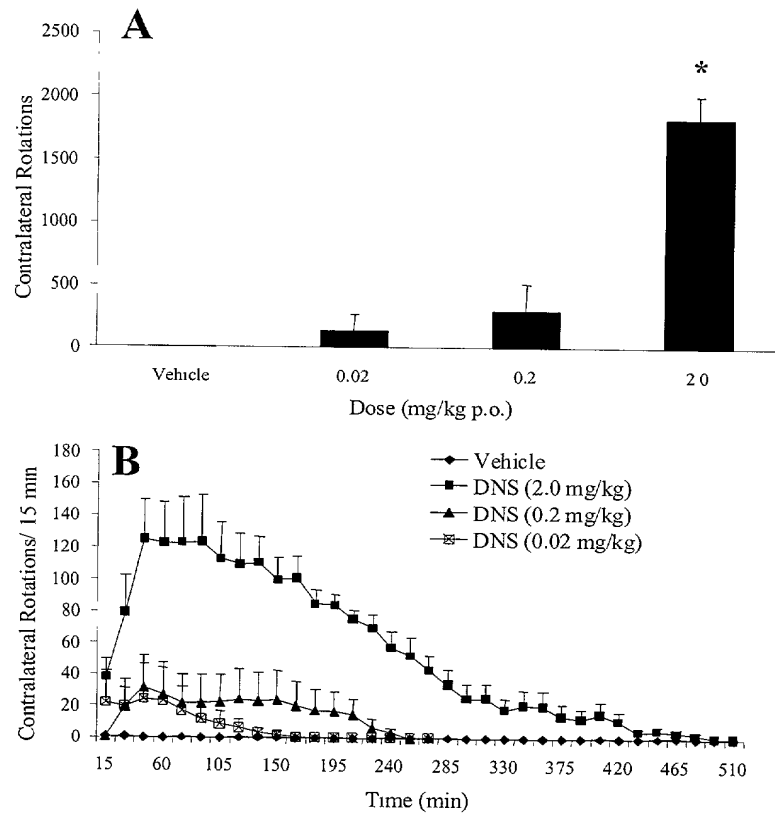 A
2500
2000
1500
1000
500
0
Contralateral Rotations
*
Vehicle 0.02 0.2 2 0
Dose (mg/kg p.o.)
B
180
160
140
120
100
80
60
40
20
0
Contralateral Rotations/ 15 min
Vehicle
DNS (2.0 mg/kg)
DNS (0.2 mg/kg)
DNS (0.02 mg/kg)
15 60 105 150 195 240 285 330 375 420 465 510
Time (min)